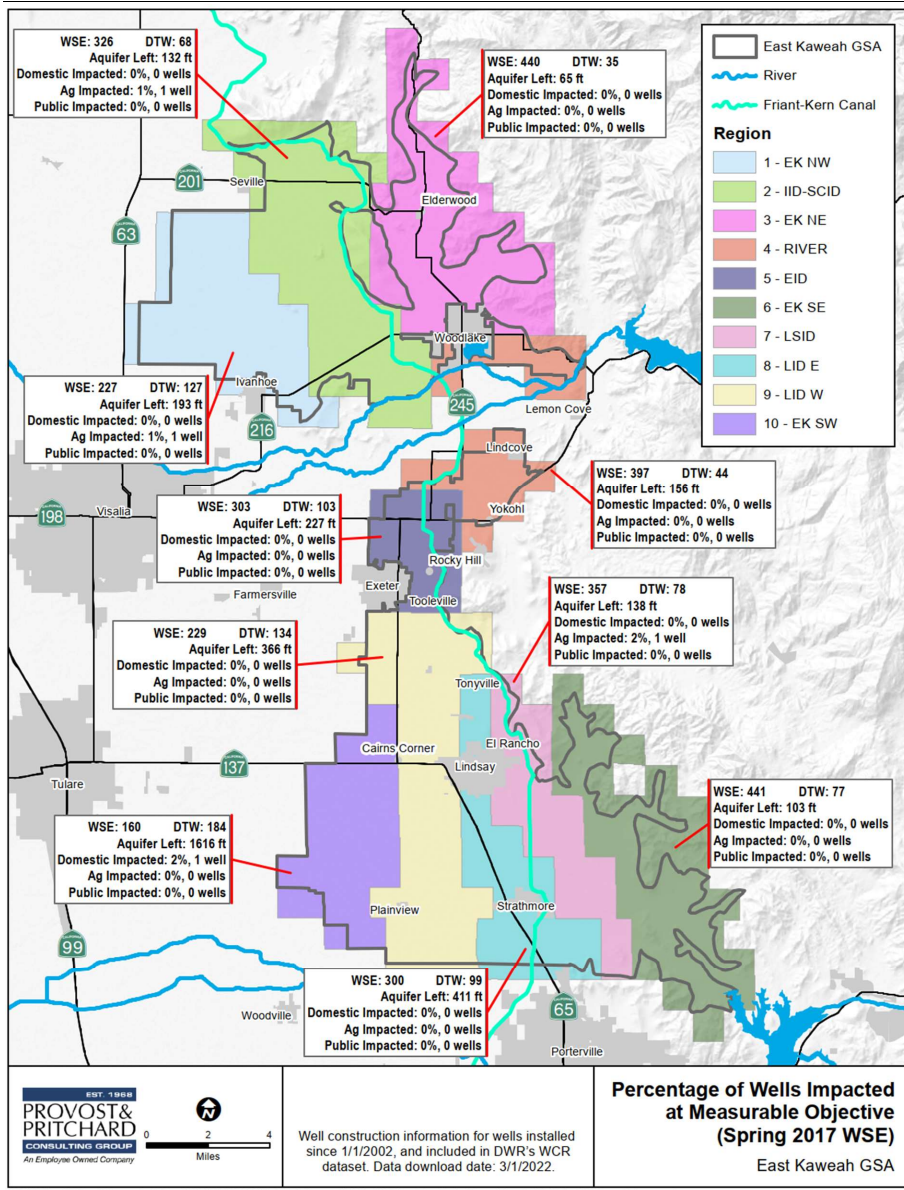 WSE: 326 DTW: 68
Aquifer Left: 132 ft
Domestic Impacted: 0%, 0 wells
Ag Impacted: 1%, 1 well
Public Impacted: 0%, 0 wells
WSE: 440 DTW: 35
Aquifer Left: 65 ft
Domestic Impacted: 0%, 0 wells
Ag Impacted: 0%, 0 wells
Public Impacted: 0%, 0 wells
East Kaweah GSA
River
Friant-Kern Canal
Region
1 - EK NW
2 - IID-SCID
3 - EK NE
4 - RIVER
5 - EID
6 - EK SE
7 - LSID
8 - LID E
9 - LID W
10 - EK SW
201
Seville
Elderwood
63
Woodlake
WSE: 227 DTW: 127
Aquifer Left: 193 ft
Domestic Impacted: 0%, 0 wells
Ag Impacted: 1%, 1 well
Public Impacted: 0%, 0 wells
Ivanhoe
216
245
Lemon Cove
Lindcove
WSE: 397 DTW: 44
Aquifer Left: 156 ft
Domestic Impacted: 0%, 0 wells
Ag Impacted: 0%, 0 wells
Public Impacted: 0%, 0 wells
198
Visalia
WSE: 303 DTW: 103
Aquifer Left: 227 ft
Domestic Impacted: 0%, 0 wells
Ag Impacted: 0%, 0 wells
Public Impacted: 0%, 0 wells
Yokohl
Rocky Hill
Exeter
Farmersville
Tooleville
WSE: 357 DTW: 78
Aquifer Left: 138 ft
Domestic Impacted: 0%, 0 wells
Ag Impacted: 2%, 1 well
Public Impacted: 0%, 0 wells
WSE: 229 DTW: 134
Aquifer Left: 366 ft
Domestic Impacted: 0%, 0 wells
Ag Impacted: 0%, 0 wells
Public Impacted: 0%, 0 wells
Tonyville
Cairns Corner
El Rancho
Lindsay
137
Tulare
WSE: 441 DTW: 77
Aquifer Left: 103 ft
Domestic Impacted: 0%, 0 wells
Ag Impacted: 0%, 0 wells
Public Impacted: 0%, 0 wells
WSE: 160 DTW: 184
Aquifer Left: 1616 ft
Domestic Impacted: 2%, 1 well
Ag Impacted: 0%, 0 wells
Public Impacted: 0%, 0 wells
Plainview
Strathmore
99
WSE: 300 DTW: 99
Aquifer Left: 411 ft
Domestic Impacted: 0%, 0 wells
Ag Impacted: 0%, 0 wells
Public Impacted: 0%, 0 wells
Woodville
65
Porterville
EST. 1968
PROVOST&
PRITCHARD
CONSULTING GROUP
An Employee Owned Company
N
0 2 4
Miles
Well construction information for wells installed
since 1/1/2002, and included in DWR's WCR
dataset. Data download date: 3/1/2022.
Percentage of Wells Impacted
at Measurable Objective
(Spring 2017 WSE)
East Kaweah GSA